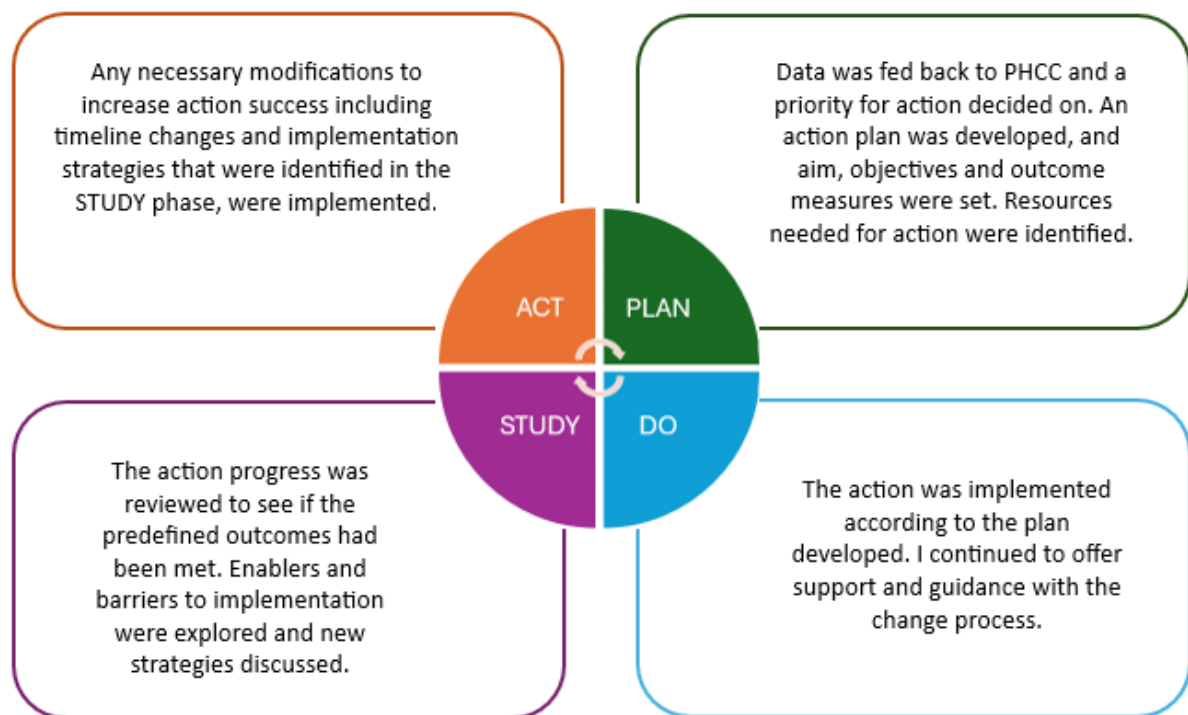 Any necessary modifications to
increase action success including
timeline changes and implementation
strategies that were identified in the
STUDY phase, were implemented.
Data was fed back to PHCC and a
priority for action decided on. An
action plan was developed, and
aim, objectives and outcome
measures were set. Resources
needed for action were identified.
ACT
PLAN
STUDY
DO
The action progress was
reviewed to see if the
predefined outcomes had
been met. Enablers and
barriers to implementation
were explored and new
strategies discussed.
The action was implemented
according to the plan
developed. I continued to offer
support and guidance with the
change process.